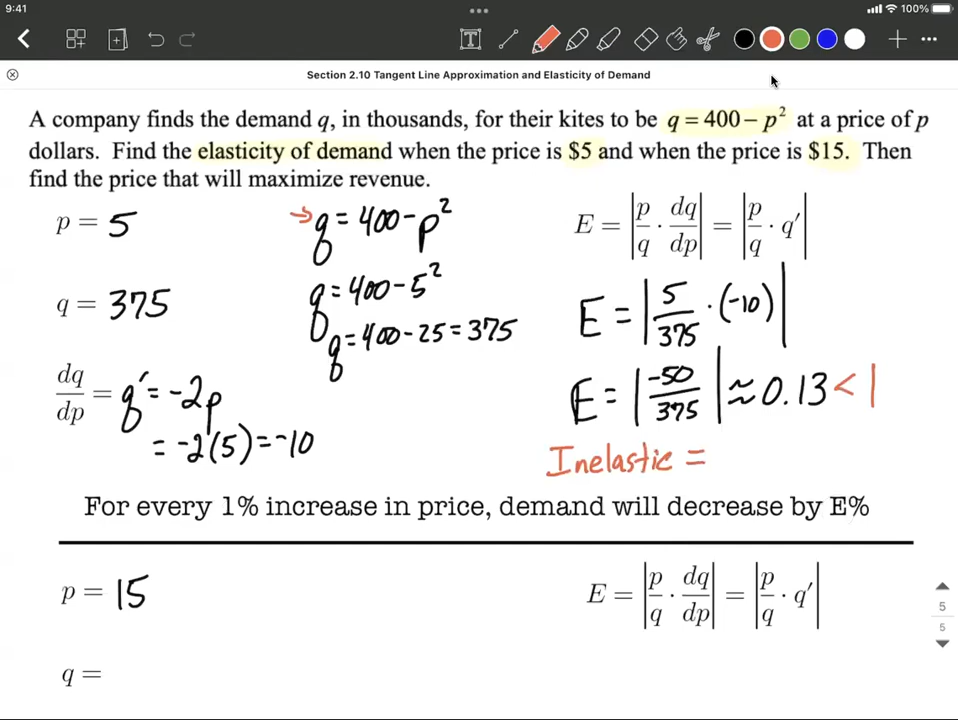 9:41
100%
Section 2.10 Tangent Line Approximation and Elasticity of Demand
A company finds the demand q, in thousands, for their kites to be q = 400 – p² at a price of p
dollars. Find the elasticity of demand when the price is $5 and when the price is $15. Then
find the price that will maximize revenue.
p = 5
→ q = 400 - p²
E = |p/q · dq/dp| = |p/q · q′|
q = 375
q = 400 - 5²
q = 400 - 25 = 375
E = |5/375 · (-10)|
dq/dp = q′ = -2p
= -2(5) = -10
E = |-50/375| ≈ 0.13 < 1
Inelastic =
For every 1% increase in price, demand will decrease by E%
p = 15
E = |p/q · dq/dp| = |p/q · q′|
q =
5
5